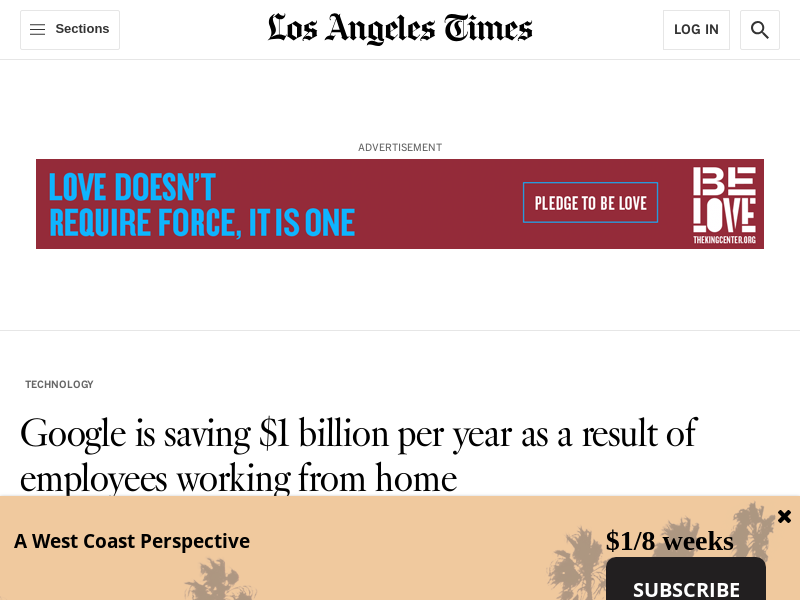 Sections
Los Angeles Times
LOG IN
ADVERTISEMENT
LOVE DOESN'T
REQUIRE FORCE, IT IS ONE
PLEDGE TO BE LOVE
BE
LOVE
THEKINGCENTER.ORG
TECHNOLOGY
Google is saving $1 billion per year as a result of
employees working from home
A West Coast Perspective
$1/8 weeks
SUBSCRIBE